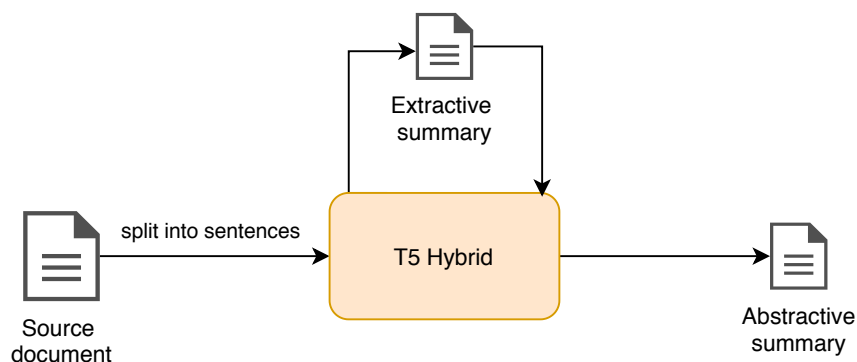 Extractive
summary
split into sentences
T5 Hybrid
Source
document
Abstractive
summary